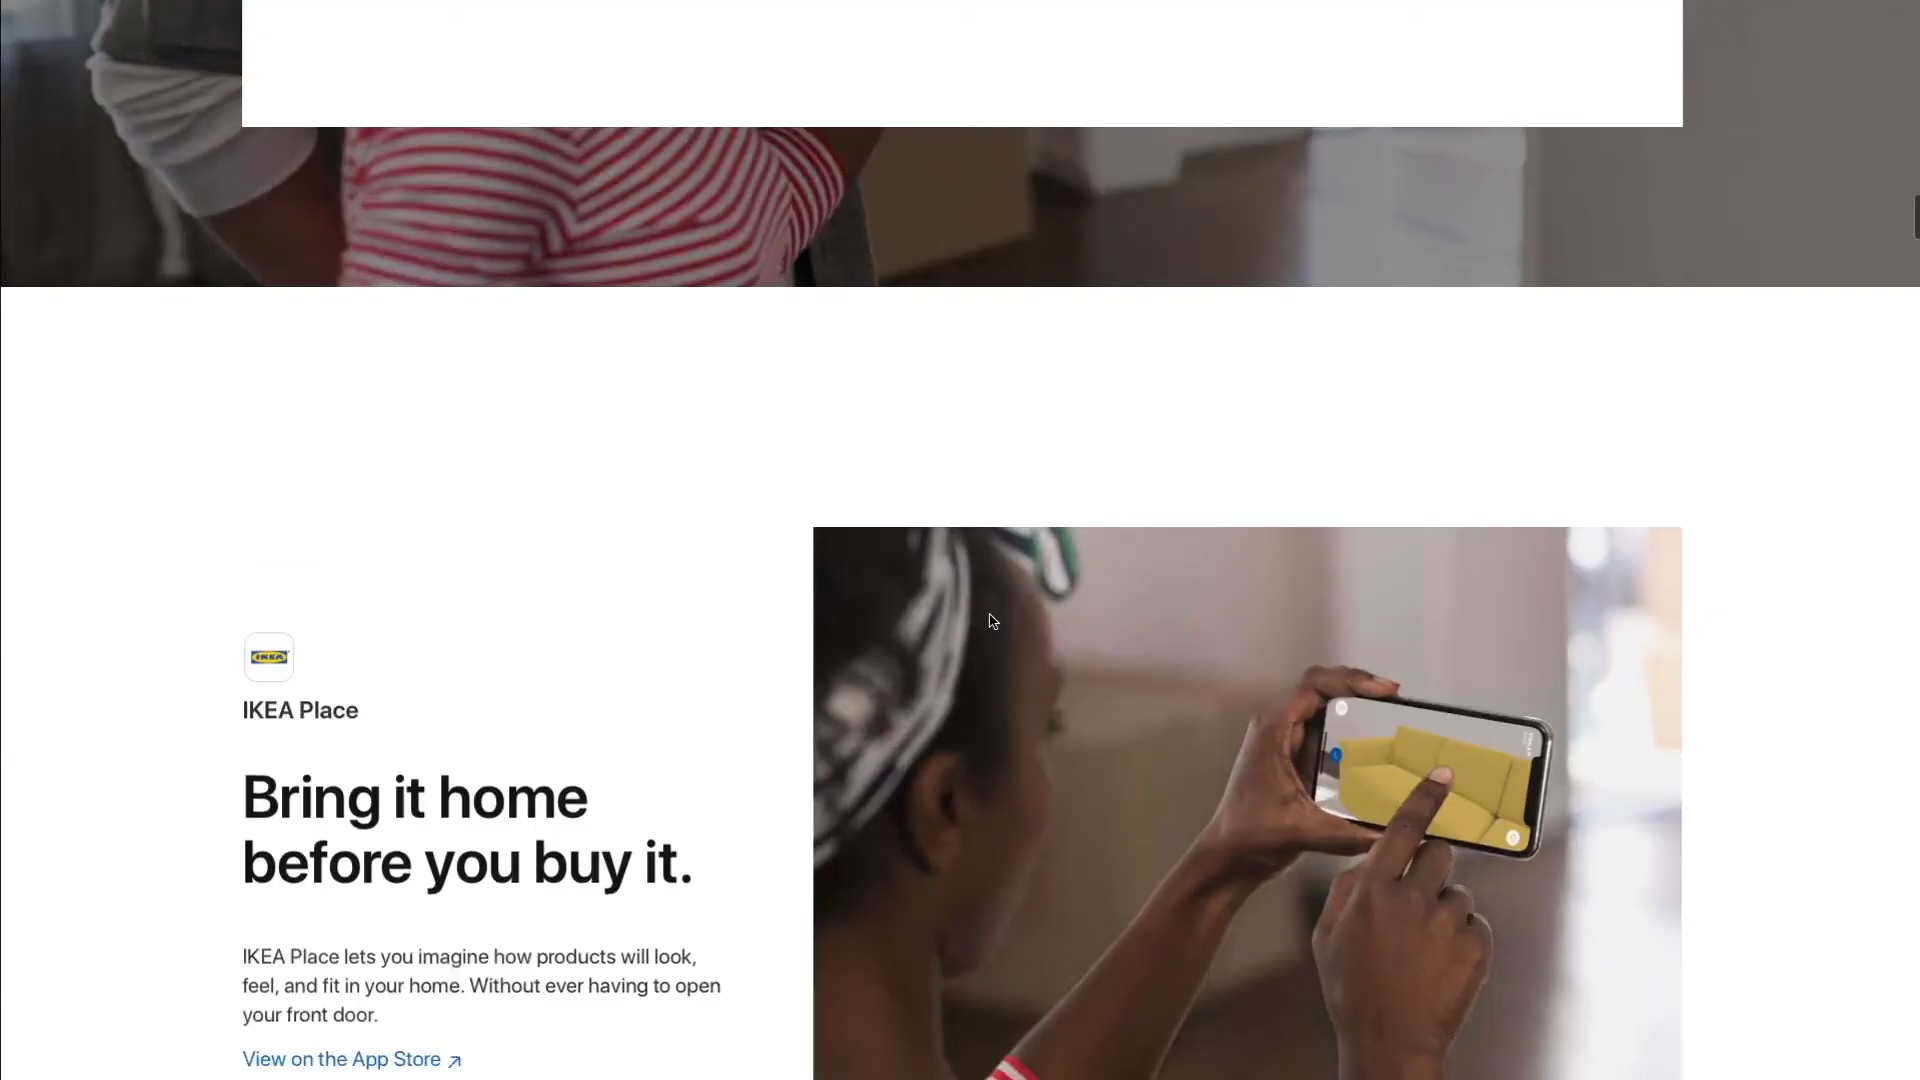 IKEA
IKEA Place
Bring it home
before you buy it.
IKEA Place lets you imagine how products will look,
feel, and fit in your home. Without ever having to open
your front door.
View on the App Store ↗